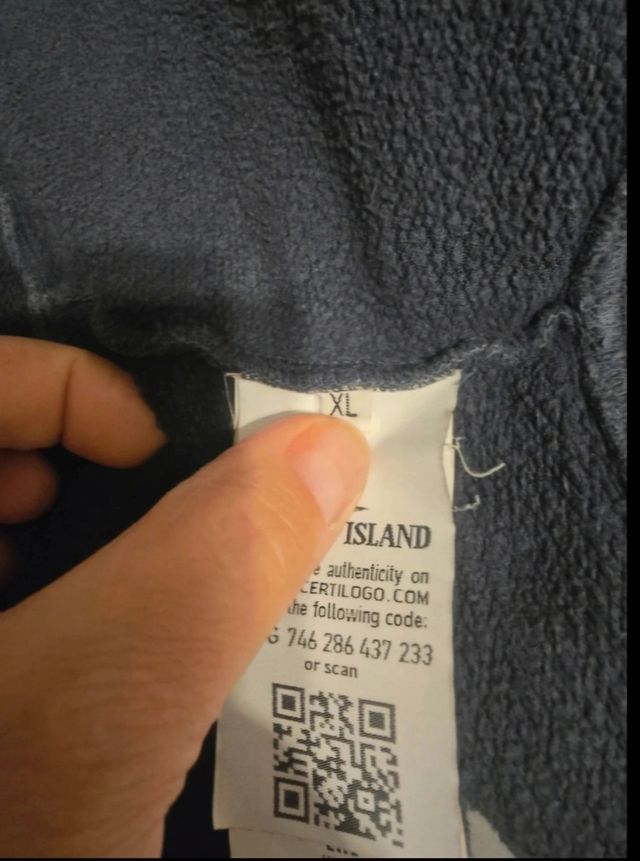 XL
ISLAND
authenticity on
CERTILOGO.COM
the following code:
G 746 286 437 233
or scan